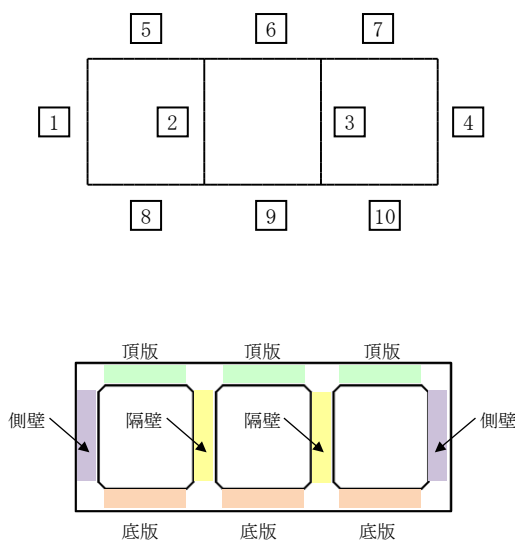 5 6 7
1 2 3 4
8 9 10
頂版 頂版 頂版
側壁 隔壁 隔壁 側壁
底版 底版 底版